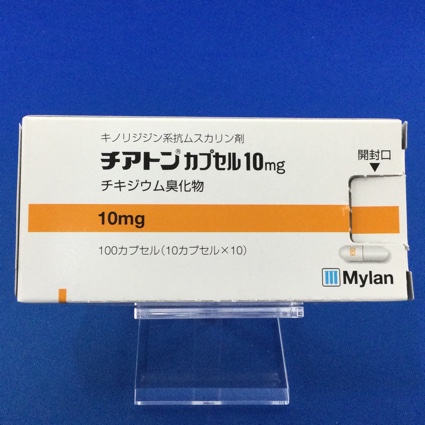 キノリジジン系抗ムスカリン剤
チアトン®カプセル10mg
開封口
▼
チキジウム臭化物
10mg
100カプセル(10カプセル×10)
Mylan